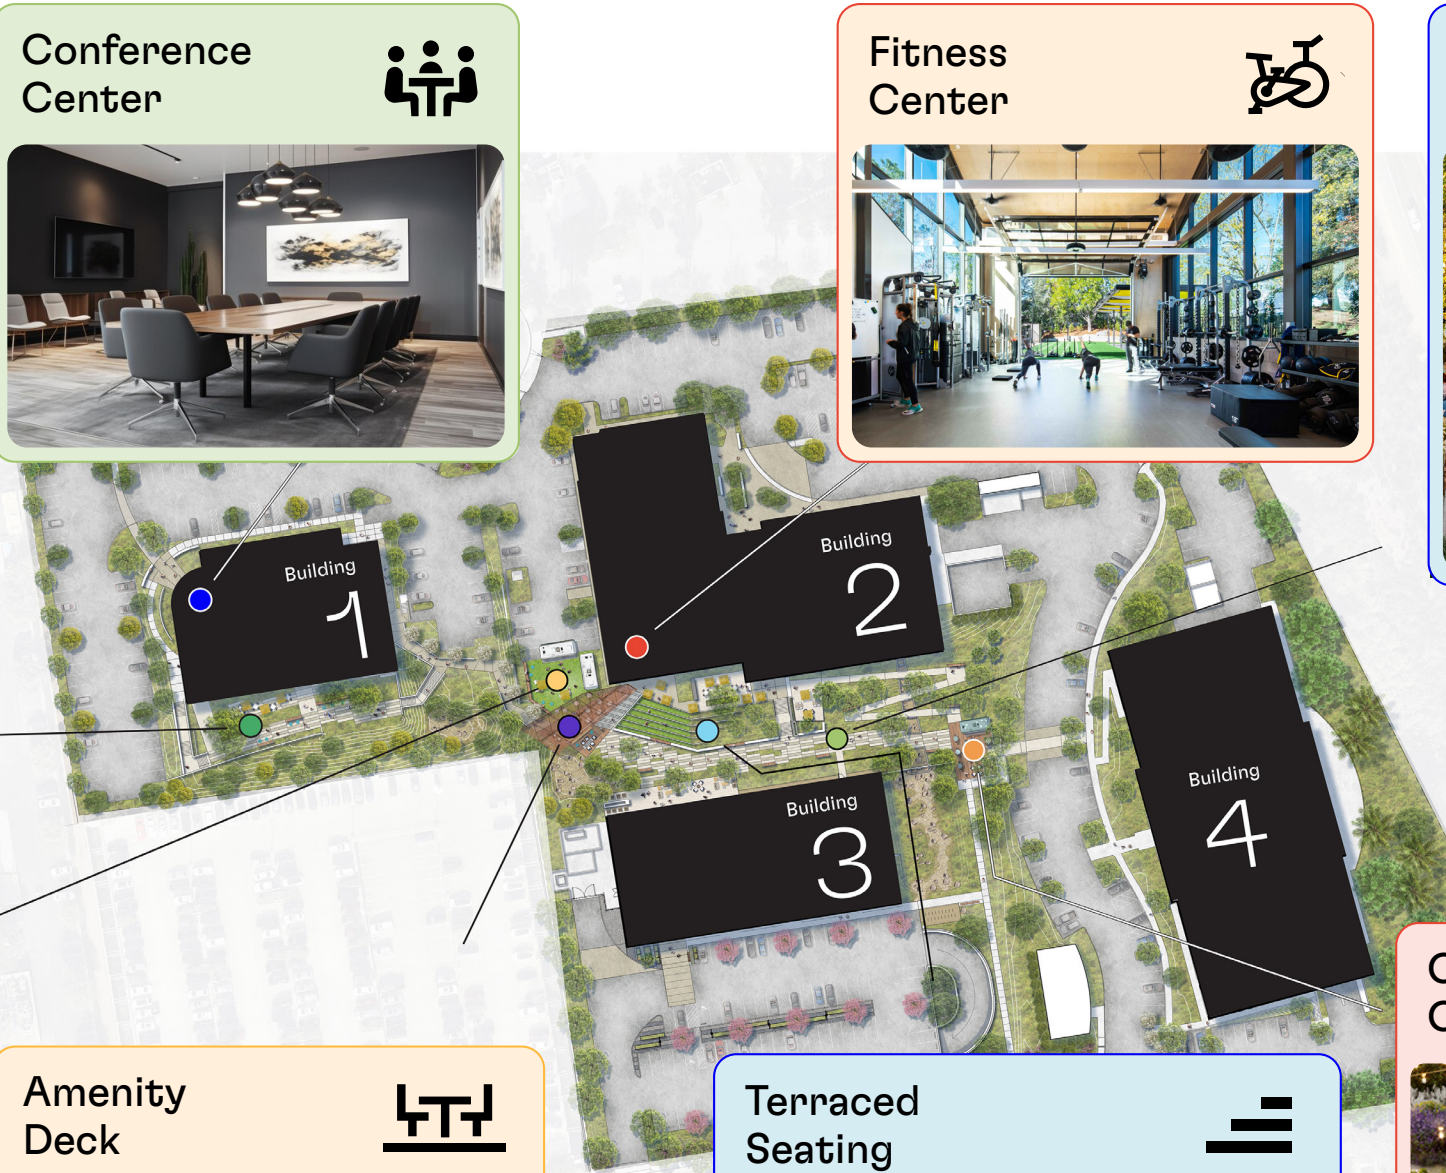 Conference
Center
Fitness
Center
Building
1
Building
2
Building
3
Building
4
Amenity
Deck
Terraced
Seating